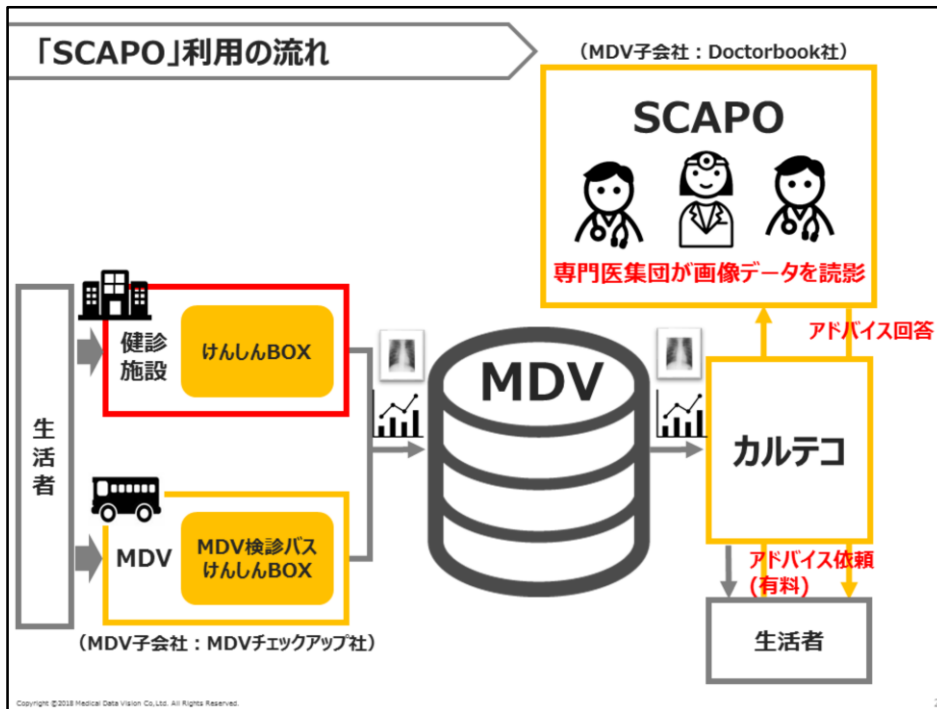 「SCAPO」利用の流れ
（MDV子会社：Doctorbook社）
SCAPO
専門医集団が画像データを読影
アドバイス回答
生活者
健診
施設
けんしんBOX
MDV
MDV検診バス
けんしんBOX
（MDV子会社：MDVチェックアップ社）
MDV
カルテコ
アドバイス依頼
(有料)
生活者
Copyright ©2018 Medical Data Vision Co,Ltd. All Rights Reserved.